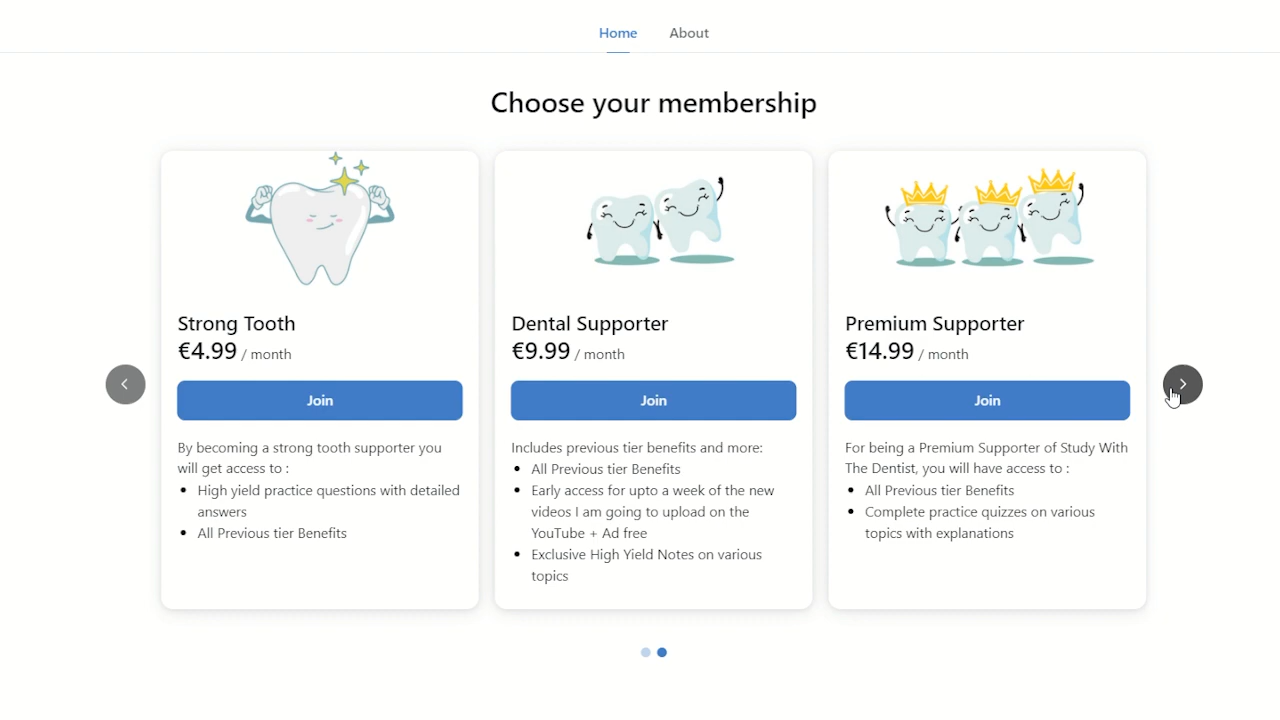 Home About
Choose your membership
Strong Tooth
€4.99 / month
Join
By becoming a strong tooth supporter you
will get access to :
• High yield practice questions with detailed
answers
• All Previous tier Benefits
Dental Supporter
€9.99 / month
Join
Includes previous tier benefits and more:
• All Previous tier Benefits
• Early access for upto a week of the new
videos I am going to upload on the
YouTube + Ad free
• Exclusive High Yield Notes on various
topics
Premium Supporter
€14.99 / month
Join
For being a Premium Supporter of Study With
The Dentist, you will have access to :
• All Previous tier Benefits
• Complete practice quizzes on various
topics with explanations